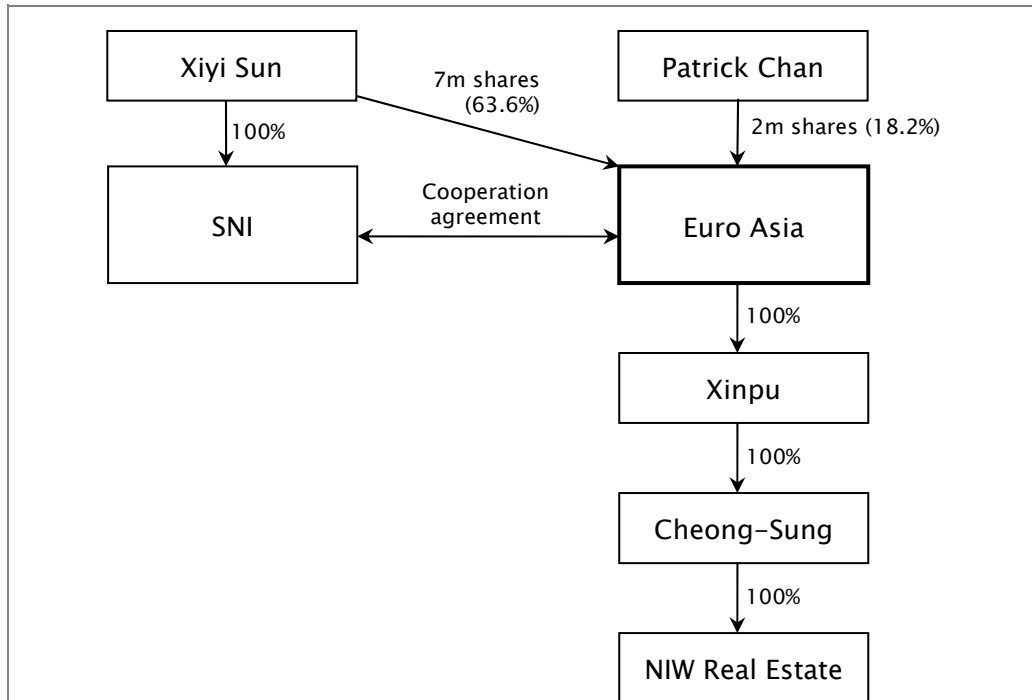 Xiyi Sun
Patrick Chan
7m shares
(63.6%)
100%
2m shares (18.2%)
SNI
Cooperation
agreement
Euro Asia
100%
Xinpu
100%
Cheong-Sung
100%
NIW Real Estate